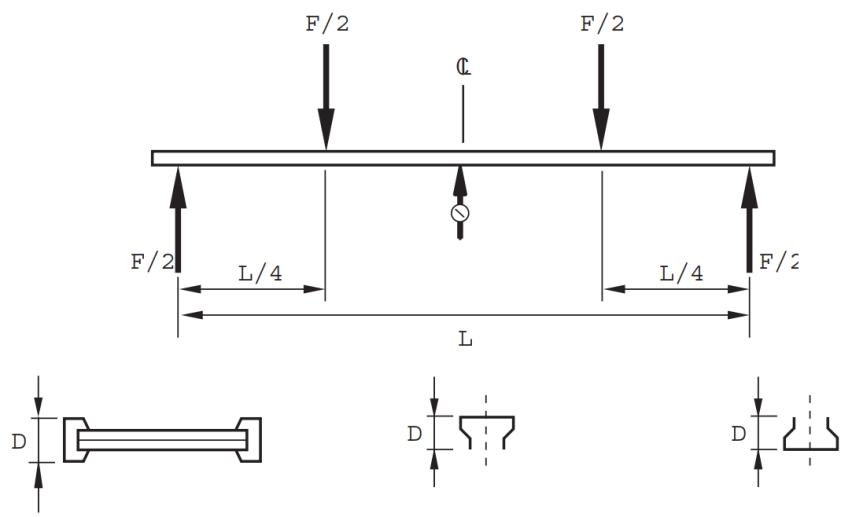 F/2 F/2
℄
F/2 F/2
L/4 L/4
L
D D D